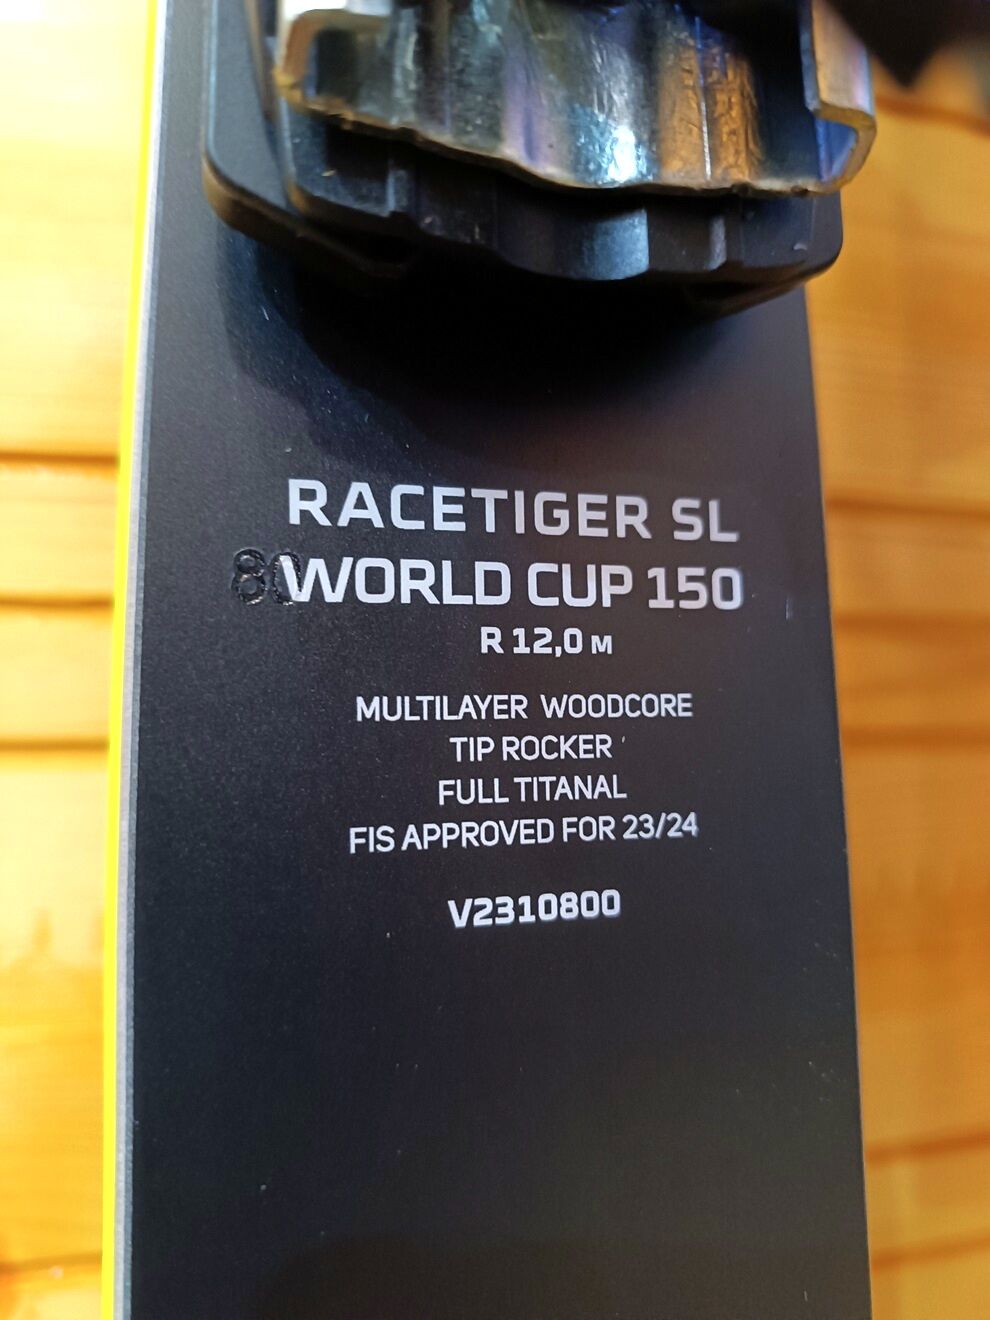 RACETIGER SL
80 WORLD CUP 150
R 12,0 M
MULTILAYER WOODCORE
TIP ROCKER
FULL TITANAL
FIS APPROVED FOR 23/24
V2310800